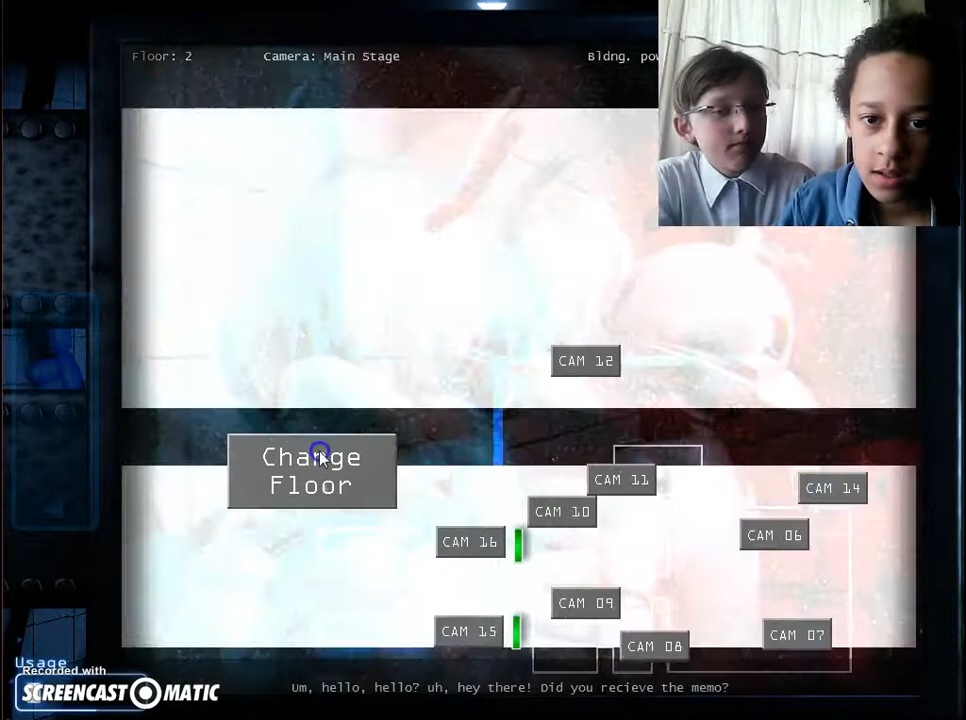 Floor: 2 Camera: Main Stage Bldng.
CAM 12
Change
Floor
CAM 11
CAM 14
CAM 10
CAM 16
CAM 06
CAM 09
CAM 15
CAM 07
CAM 08
Usage
Recorded with
SCREENCAST-O-MATIC
Um, hello, hello? uh, hey there! Did you recieve the memo?